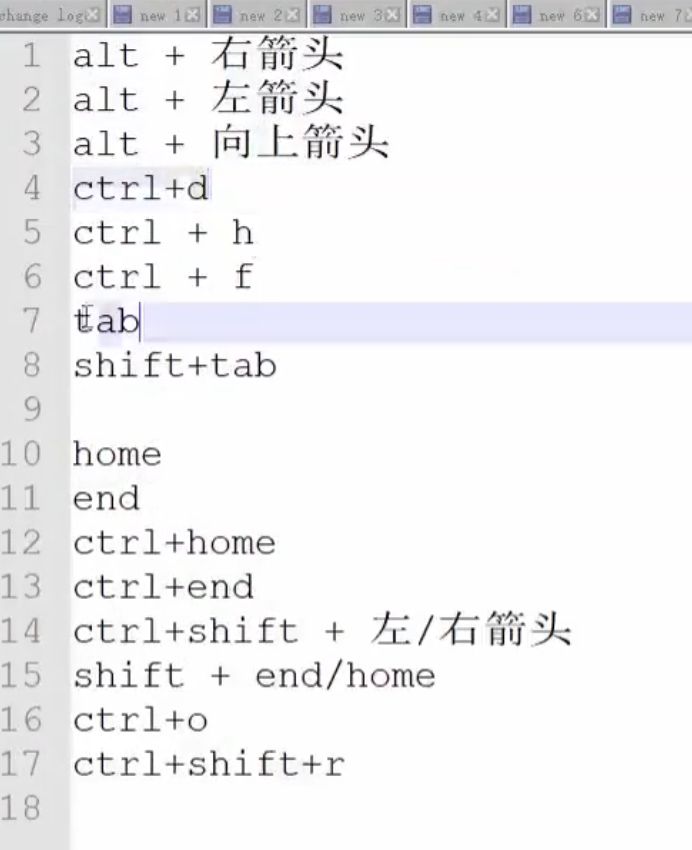 change log new 1 new 2 new 3 new 4 new 6 new 7
1 alt + 右箭头
2 alt + 左箭头
3 alt + 向上箭头
4 ctrl+d
5 ctrl + h
6 ctrl + f
7 tab
8 shift+tab
9
10 home
11 end
12 ctrl+home
13 ctrl+end
14 ctrl+shift + 左/右箭头
15 shift + end/home
16 ctrl+o
17 ctrl+shift+r
18